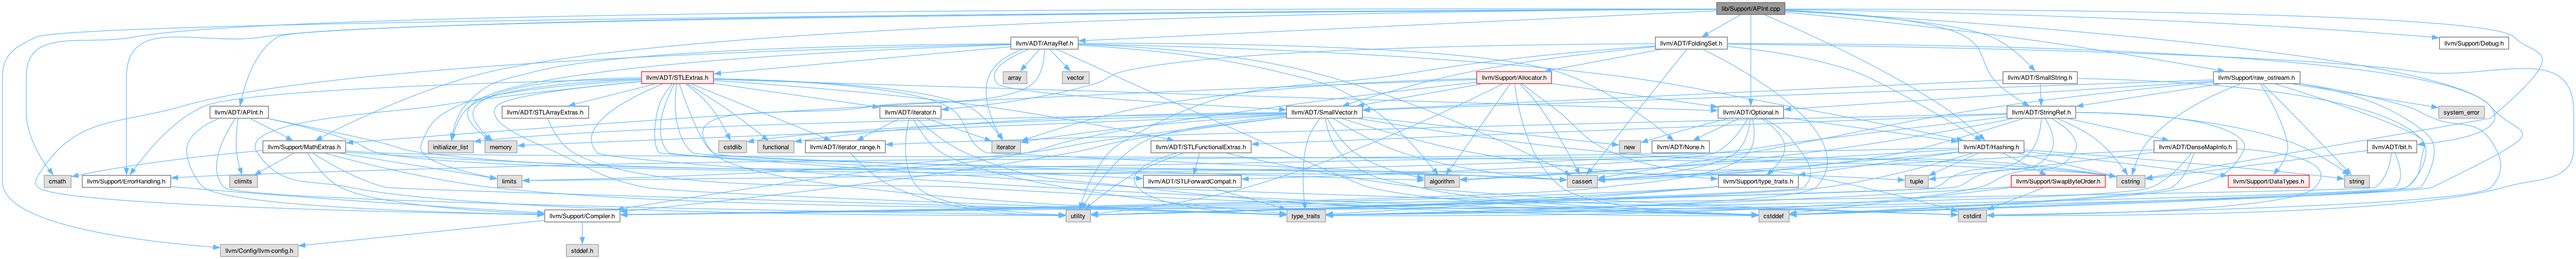 lib/Support/APInt.cpp
llvm/ADT/ArrayRef.h
llvm/ADT/FoldingSet.h
llvm/Support/Debug.h
llvm/ADT/STLExtras.h
array
vector
llvm/Support/Allocator.h
llvm/ADT/SmallString.h
llvm/Support/raw_ostream.h
llvm/ADT/APInt.h
llvm/ADT/STLArrayExtras.h
llvm/ADT/iterator.h
llvm/ADT/SmallVector.h
llvm/ADT/Optional.h
llvm/ADT/StringRef.h
system_error
llvm/Support/MathExtras.h
initializer_list
memory
cstdlib
functional
llvm/ADT/iterator_range.h
iterator
llvm/ADT/STLFunctionalExtras.h
new
llvm/ADT/None.h
llvm/ADT/Hashing.h
llvm/ADT/DenseMapInfo.h
llvm/ADT/bit.h
cmath
llvm/Support/ErrorHandling.h
climits
limits
llvm/ADT/STLForwardCompat.h
algorithm
cassert
llvm/Support/type_traits.h
tuple
llvm/Support/SwapByteOrder.h
cstring
llvm/Support/DataTypes.h
string
llvm/Support/Compiler.h
utility
type_traits
cstddef
cstdint
llvm/Config/llvm-config.h
stddef.h